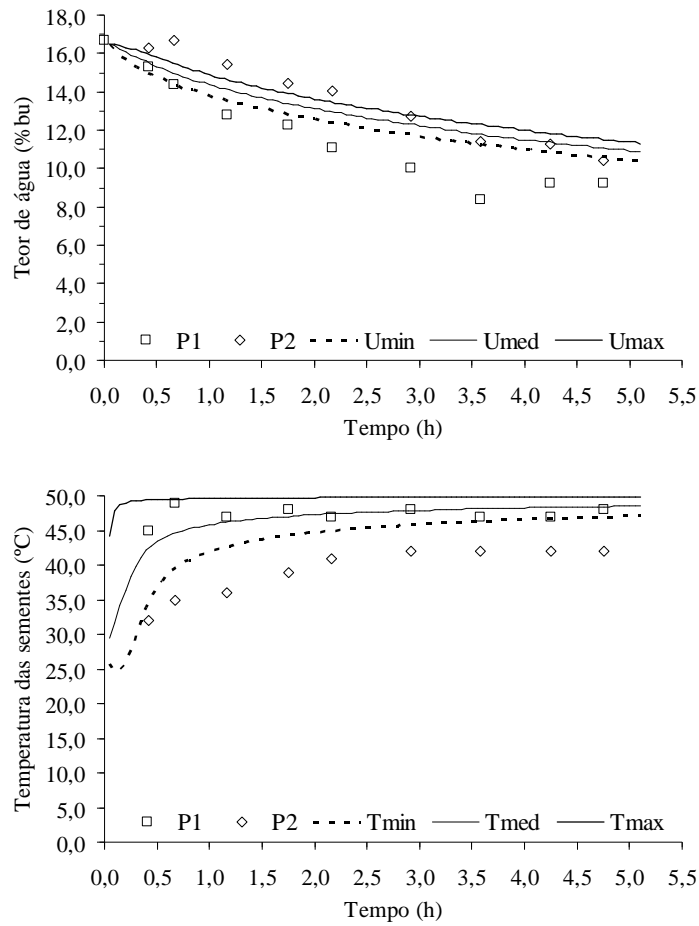 18,0
16,0
14,0
12,0
10,0
8,0
6,0
4,0
2,0
0,0
Teor de água (%bu)
P1 P2 Umin Umed Umax
0,0 0,5 1,0 1,5 2,0 2,5 3,0 3,5 4,0 4,5 5,0 5,5
Tempo (h)
50,0
45,0
40,0
35,0
30,0
25,0
20,0
15,0
10,0
5,0
0,0
Temperatura das sementes (ºC)
P1 P2 Tmin Tmed Tmax
0,0 0,5 1,0 1,5 2,0 2,5 3,0 3,5 4,0 4,5 5,0 5,5
Tempo (h)